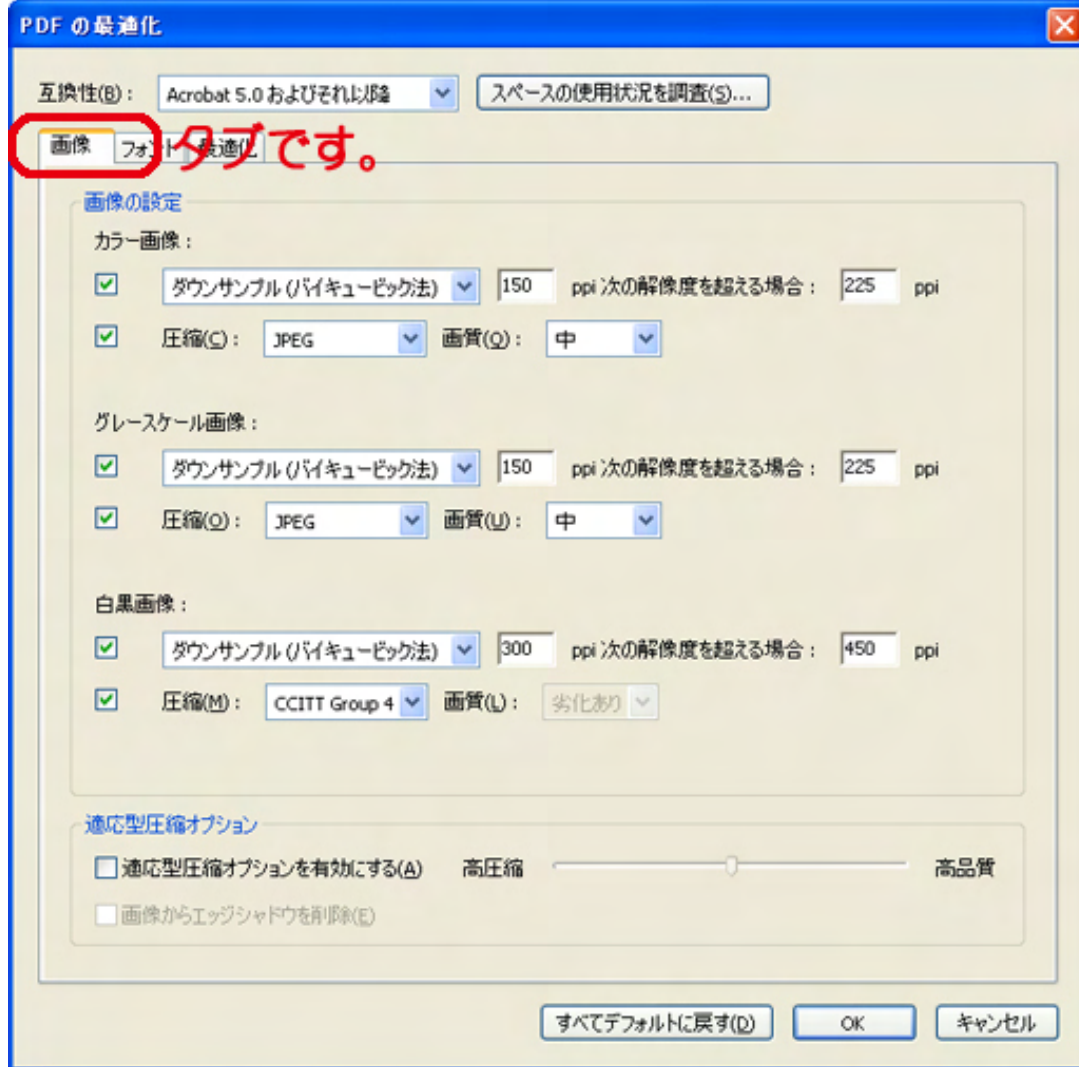 PDF の最適化
互換性(B): Acrobat 5.0 およびそれ以降 スペースの使用状況を調査(S)...
画像 フォント 最適化 タブです。
画像の設定
カラー画像:
ダウンサンプル (バイキュービック法) 150 ppi 次の解像度を超える場合: 225 ppi
圧縮(C): JPEG 画質(Q): 中
グレースケール画像:
ダウンサンプル (バイキュービック法) 150 ppi 次の解像度を超える場合: 225 ppi
圧縮(O): JPEG 画質(U): 中
白黒画像:
ダウンサンプル (バイキュービック法) 300 ppi 次の解像度を超える場合: 450 ppi
圧縮(M): CCITT Group 4 画質(L): 劣化あり
適応型圧縮オプション
適応型圧縮オプションを有効にする(A) 高圧縮 高品質
画像からエッジシャドウを削除(E)
すべてデフォルトに戻す(D) OK キャンセル